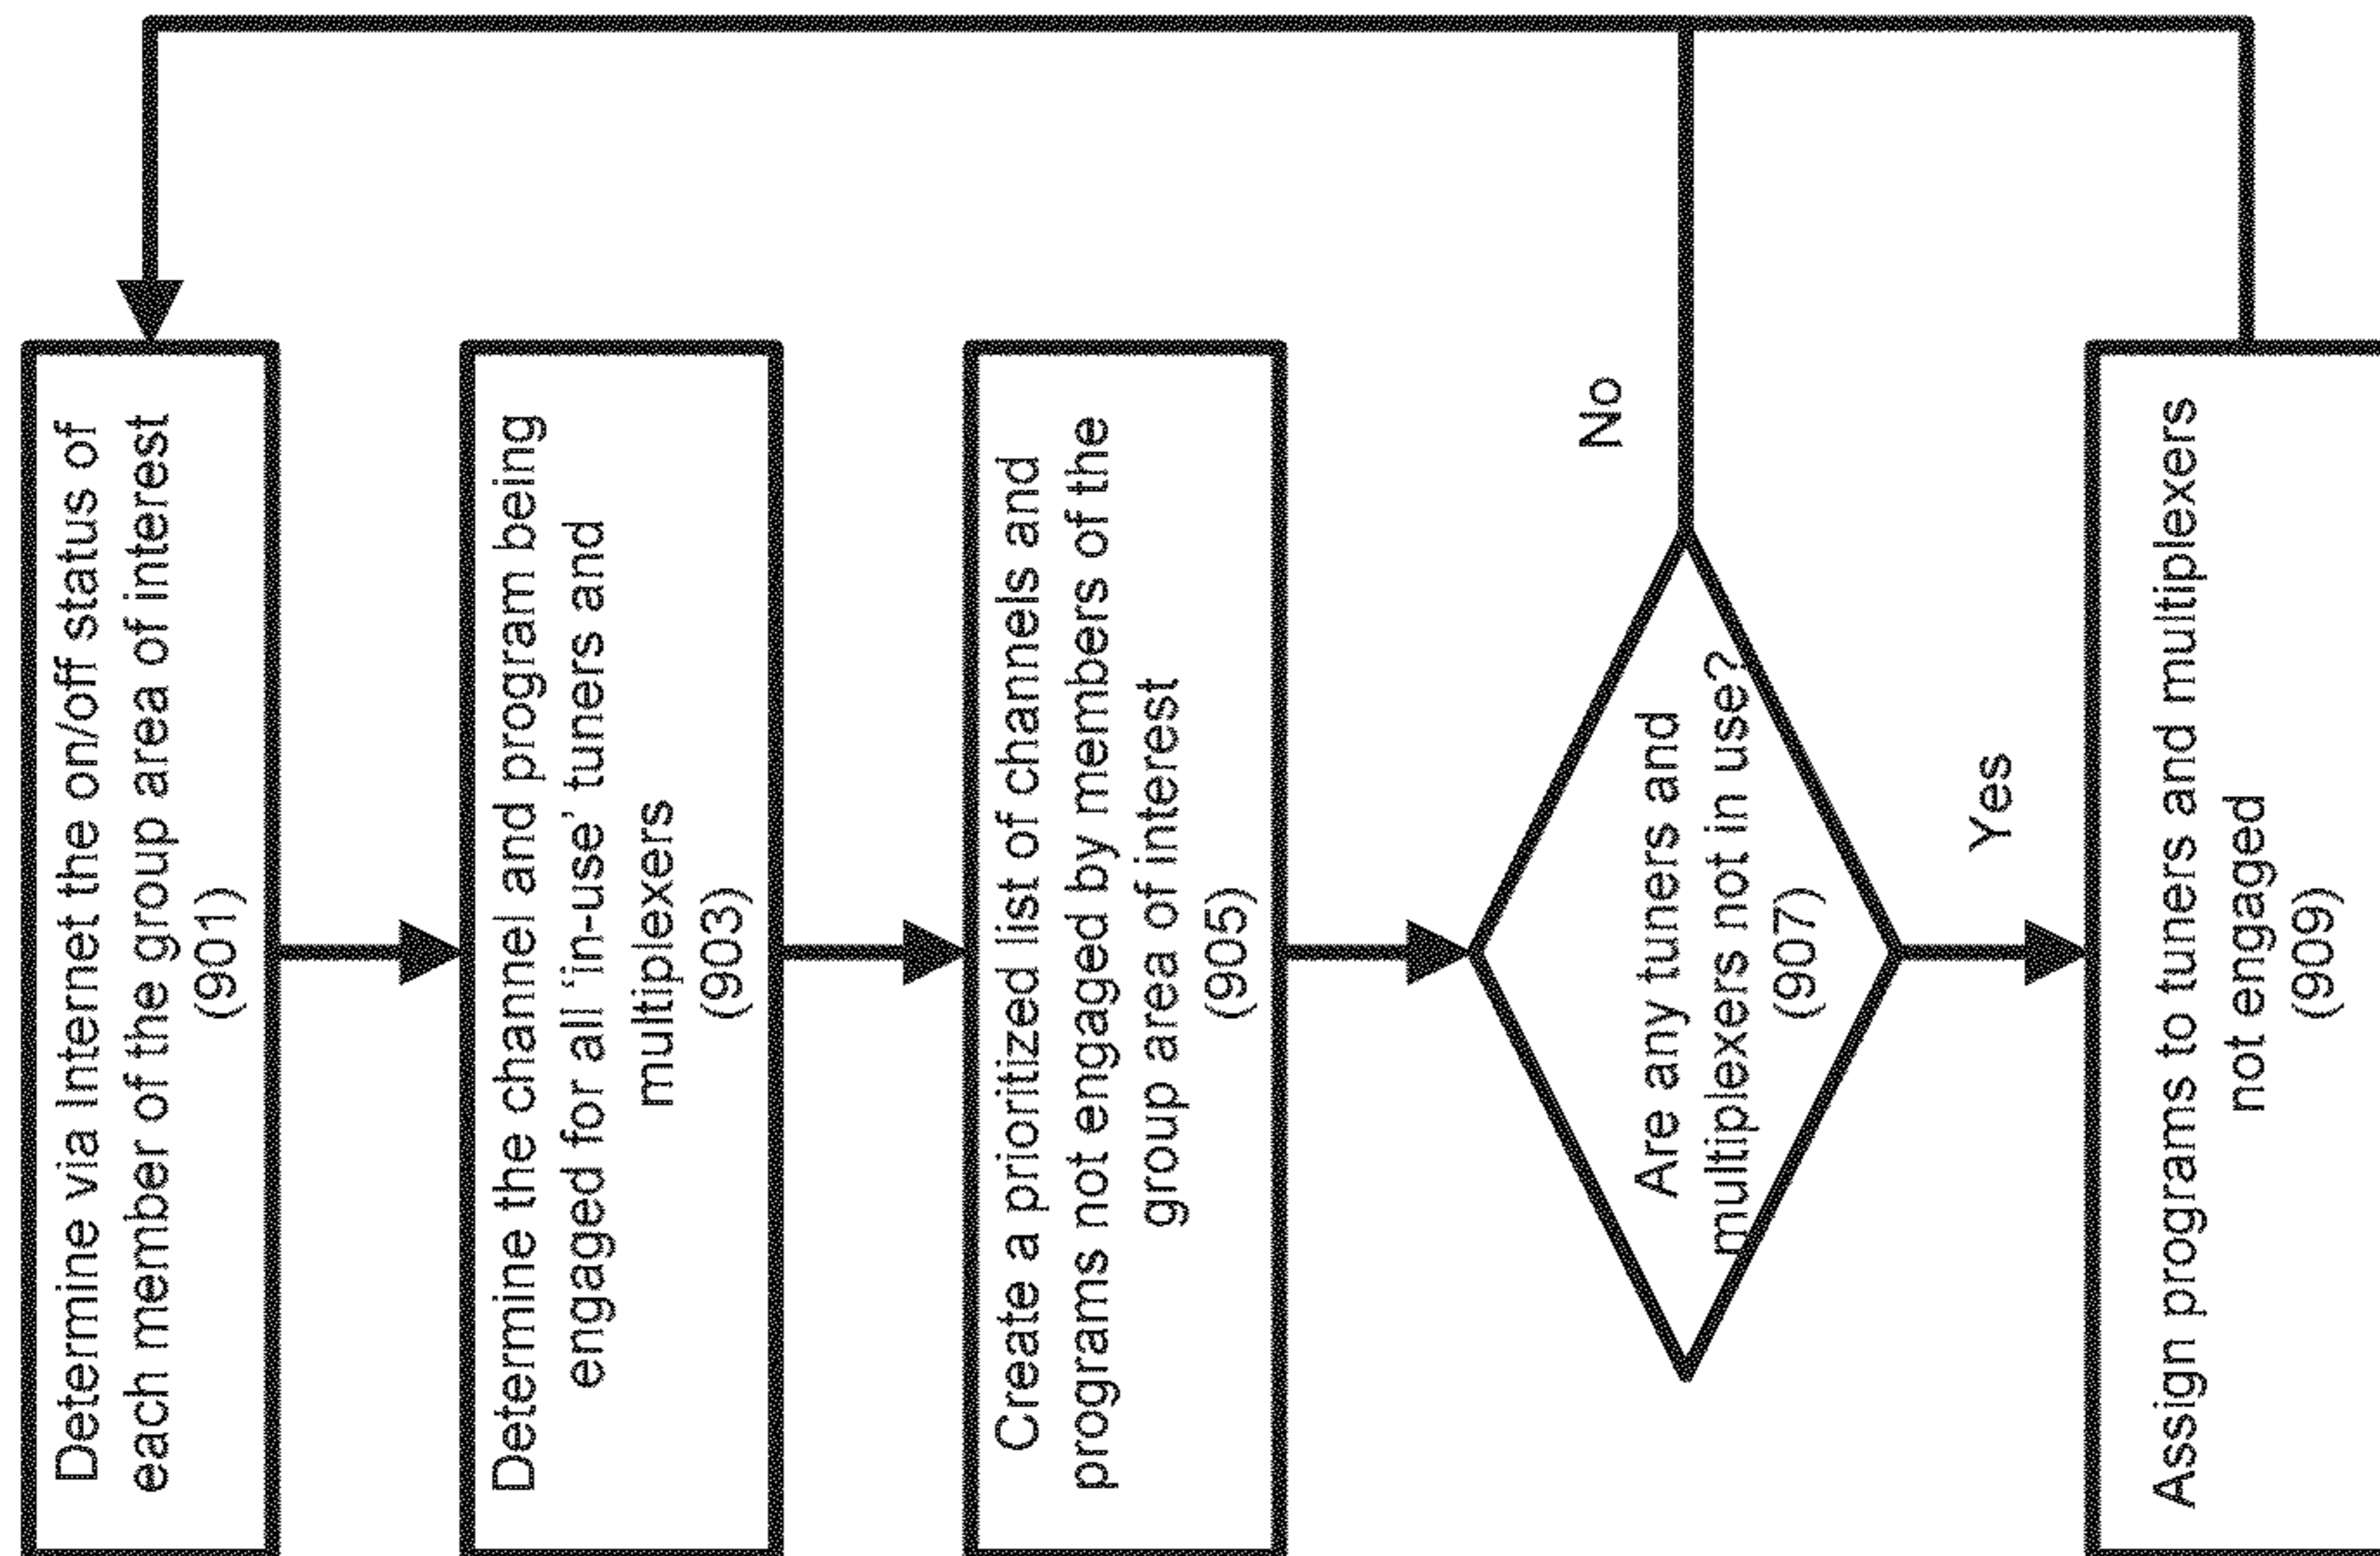 Determine via Internet the on/off status of
each member of the group area of interest
(901)
Determine the channel and program being
engaged for all 'in-use' tuners and
multiplexers
(903)
Create a prioritized list of channels and
programs not engaged by members of the
group area of interest
(905)
Are any tuners and
multiplexers not in use?
(907)
No
Yes
Assign programs to tuners and multiplexers
not engaged
(909)